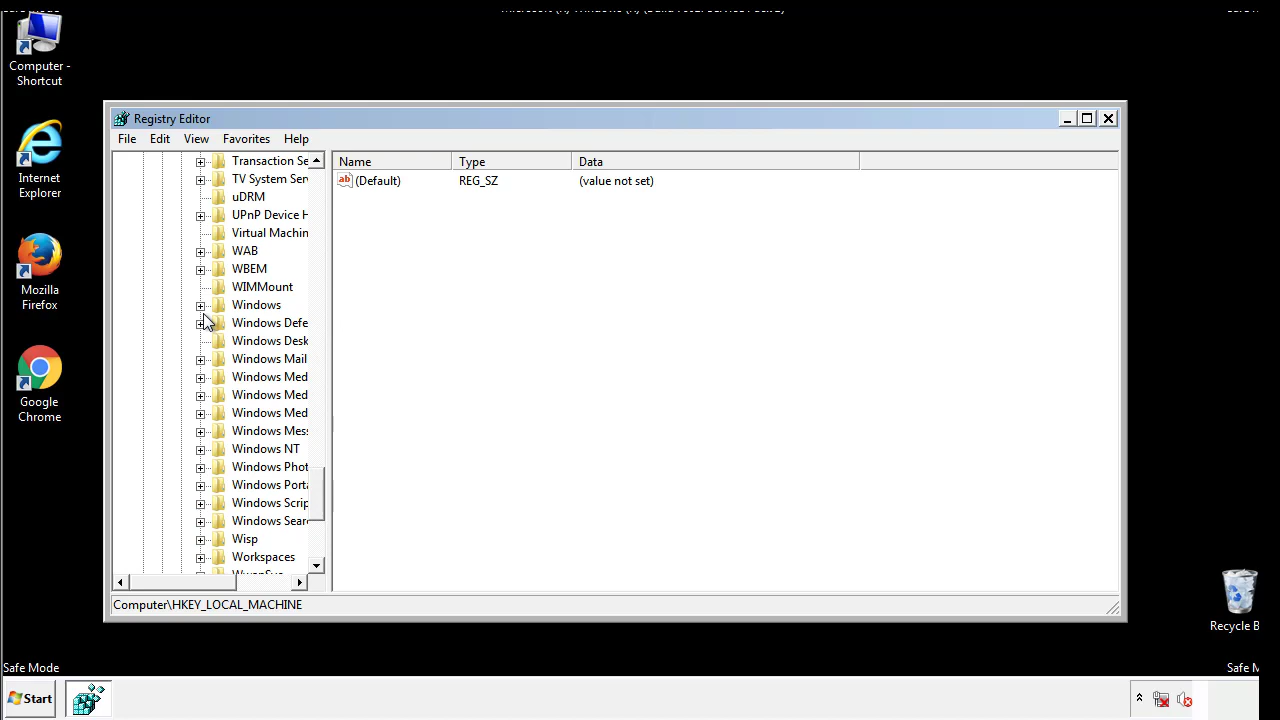 Computer -
Shortcut
Internet
Explorer
Mozilla
Firefox
Google
Chrome
Registry Editor
File Edit View Favorites Help
Transaction Se
TV System Ser
uDRM
UPnP Device H
Virtual Machin
WAB
WBEM
WIMMount
Windows
Windows Defe
Windows Desk
Windows Mail
Windows Med
Windows Med
Windows Med
Windows Mess
Windows NT
Windows Phot
Windows Porta
Windows Scrip
Windows Sear
Wisp
Workspaces
Name Type Data
ab (Default) REG_SZ (value not set)
Computer\HKEY_LOCAL_MACHINE
Recycle B
Safe Mode
Safe M
Start